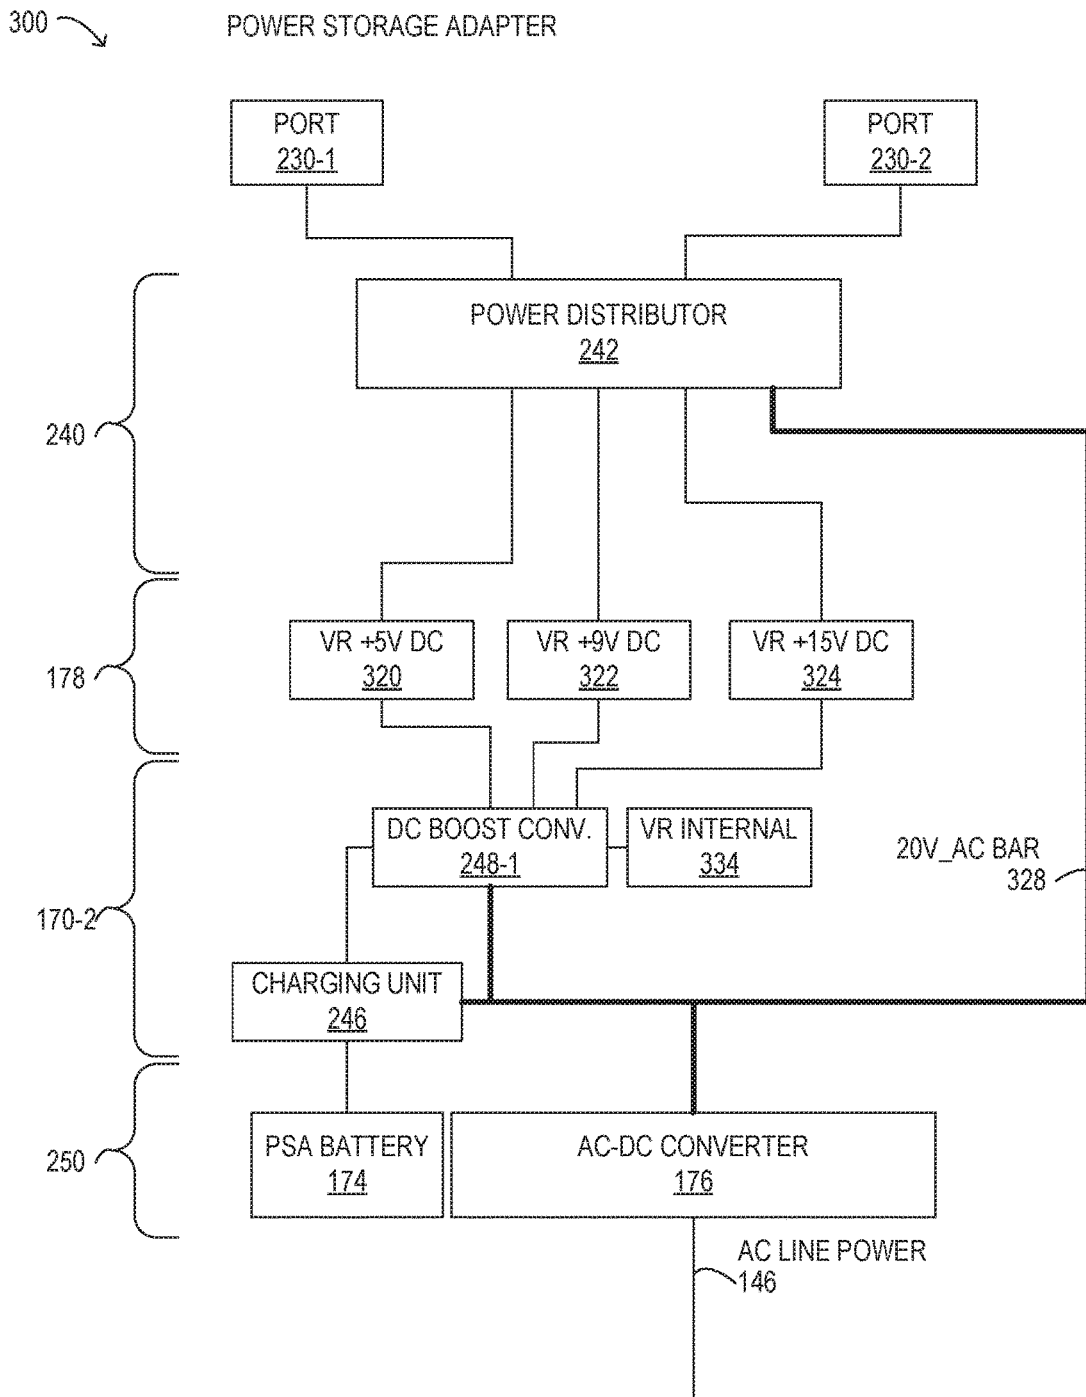 300
POWER STORAGE ADAPTER
PORT
230-1
PORT
230-2
POWER DISTRIBUTOR
242
240
VR +5V DC
320
VR +9V DC
322
VR +15V DC
324
178
DC BOOST CONV.
248-1
VR INTERNAL
334
20V_AC BAR
328
170-2
CHARGING UNIT
246
PSA BATTERY
174
AC-DC CONVERTER
176
250
AC LINE POWER
146